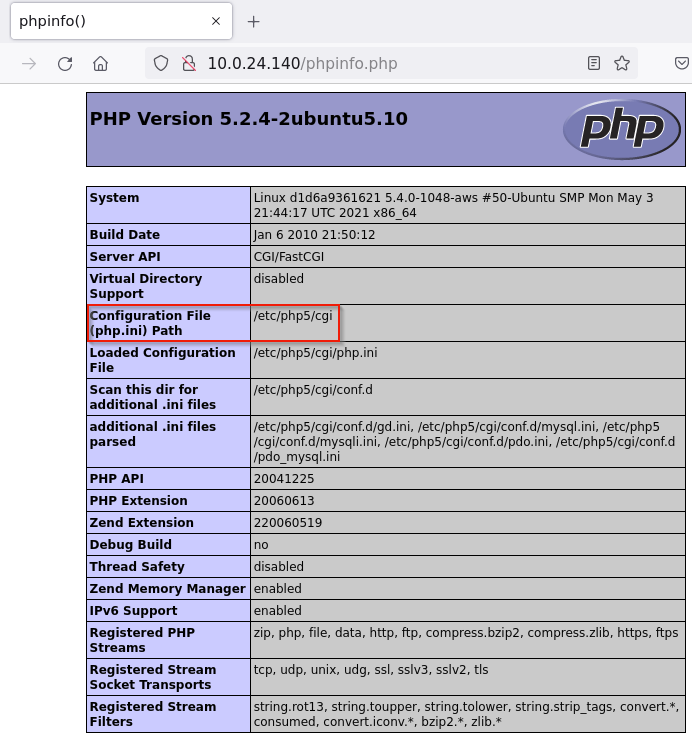 phpinfo()
10.0.24.140/phpinfo.php
PHP Version 5.2.4-2ubuntu5.10
php
System
Linux d1d6a9361621 5.4.0-1048-aws #50-Ubuntu SMP Mon May 3
21:44:17 UTC 2021 x86_64
Build Date
Jan 6 2010 21:50:12
Server API
CGI/FastCGI
Virtual Directory
Support
disabled
Configuration File
(php.ini) Path
/etc/php5/cgi
Loaded Configuration
File
/etc/php5/cgi/php.ini
Scan this dir for
additional .ini files
/etc/php5/cgi/conf.d
additional .ini files
parsed
/etc/php5/cgi/conf.d/gd.ini, /etc/php5/cgi/conf.d/mysql.ini, /etc/php5
/cgi/conf.d/mysqli.ini, /etc/php5/cgi/conf.d/pdo.ini, /etc/php5/cgi/conf.d
/pdo_mysql.ini
PHP API
20041225
PHP Extension
20060613
Zend Extension
220060519
Debug Build
no
Thread Safety
disabled
Zend Memory Manager
enabled
IPv6 Support
enabled
Registered PHP
Streams
zip, php, file, data, http, ftp, compress.bzip2, compress.zlib, https, ftps
Registered Stream
Socket Transports
tcp, udp, unix, udg, ssl, sslv3, sslv2, tls
Registered Stream
Filters
string.rot13, string.toupper, string.tolower, string.strip_tags, convert.*,
consumed, convert.iconv.*, bzip2.*, zlib.*